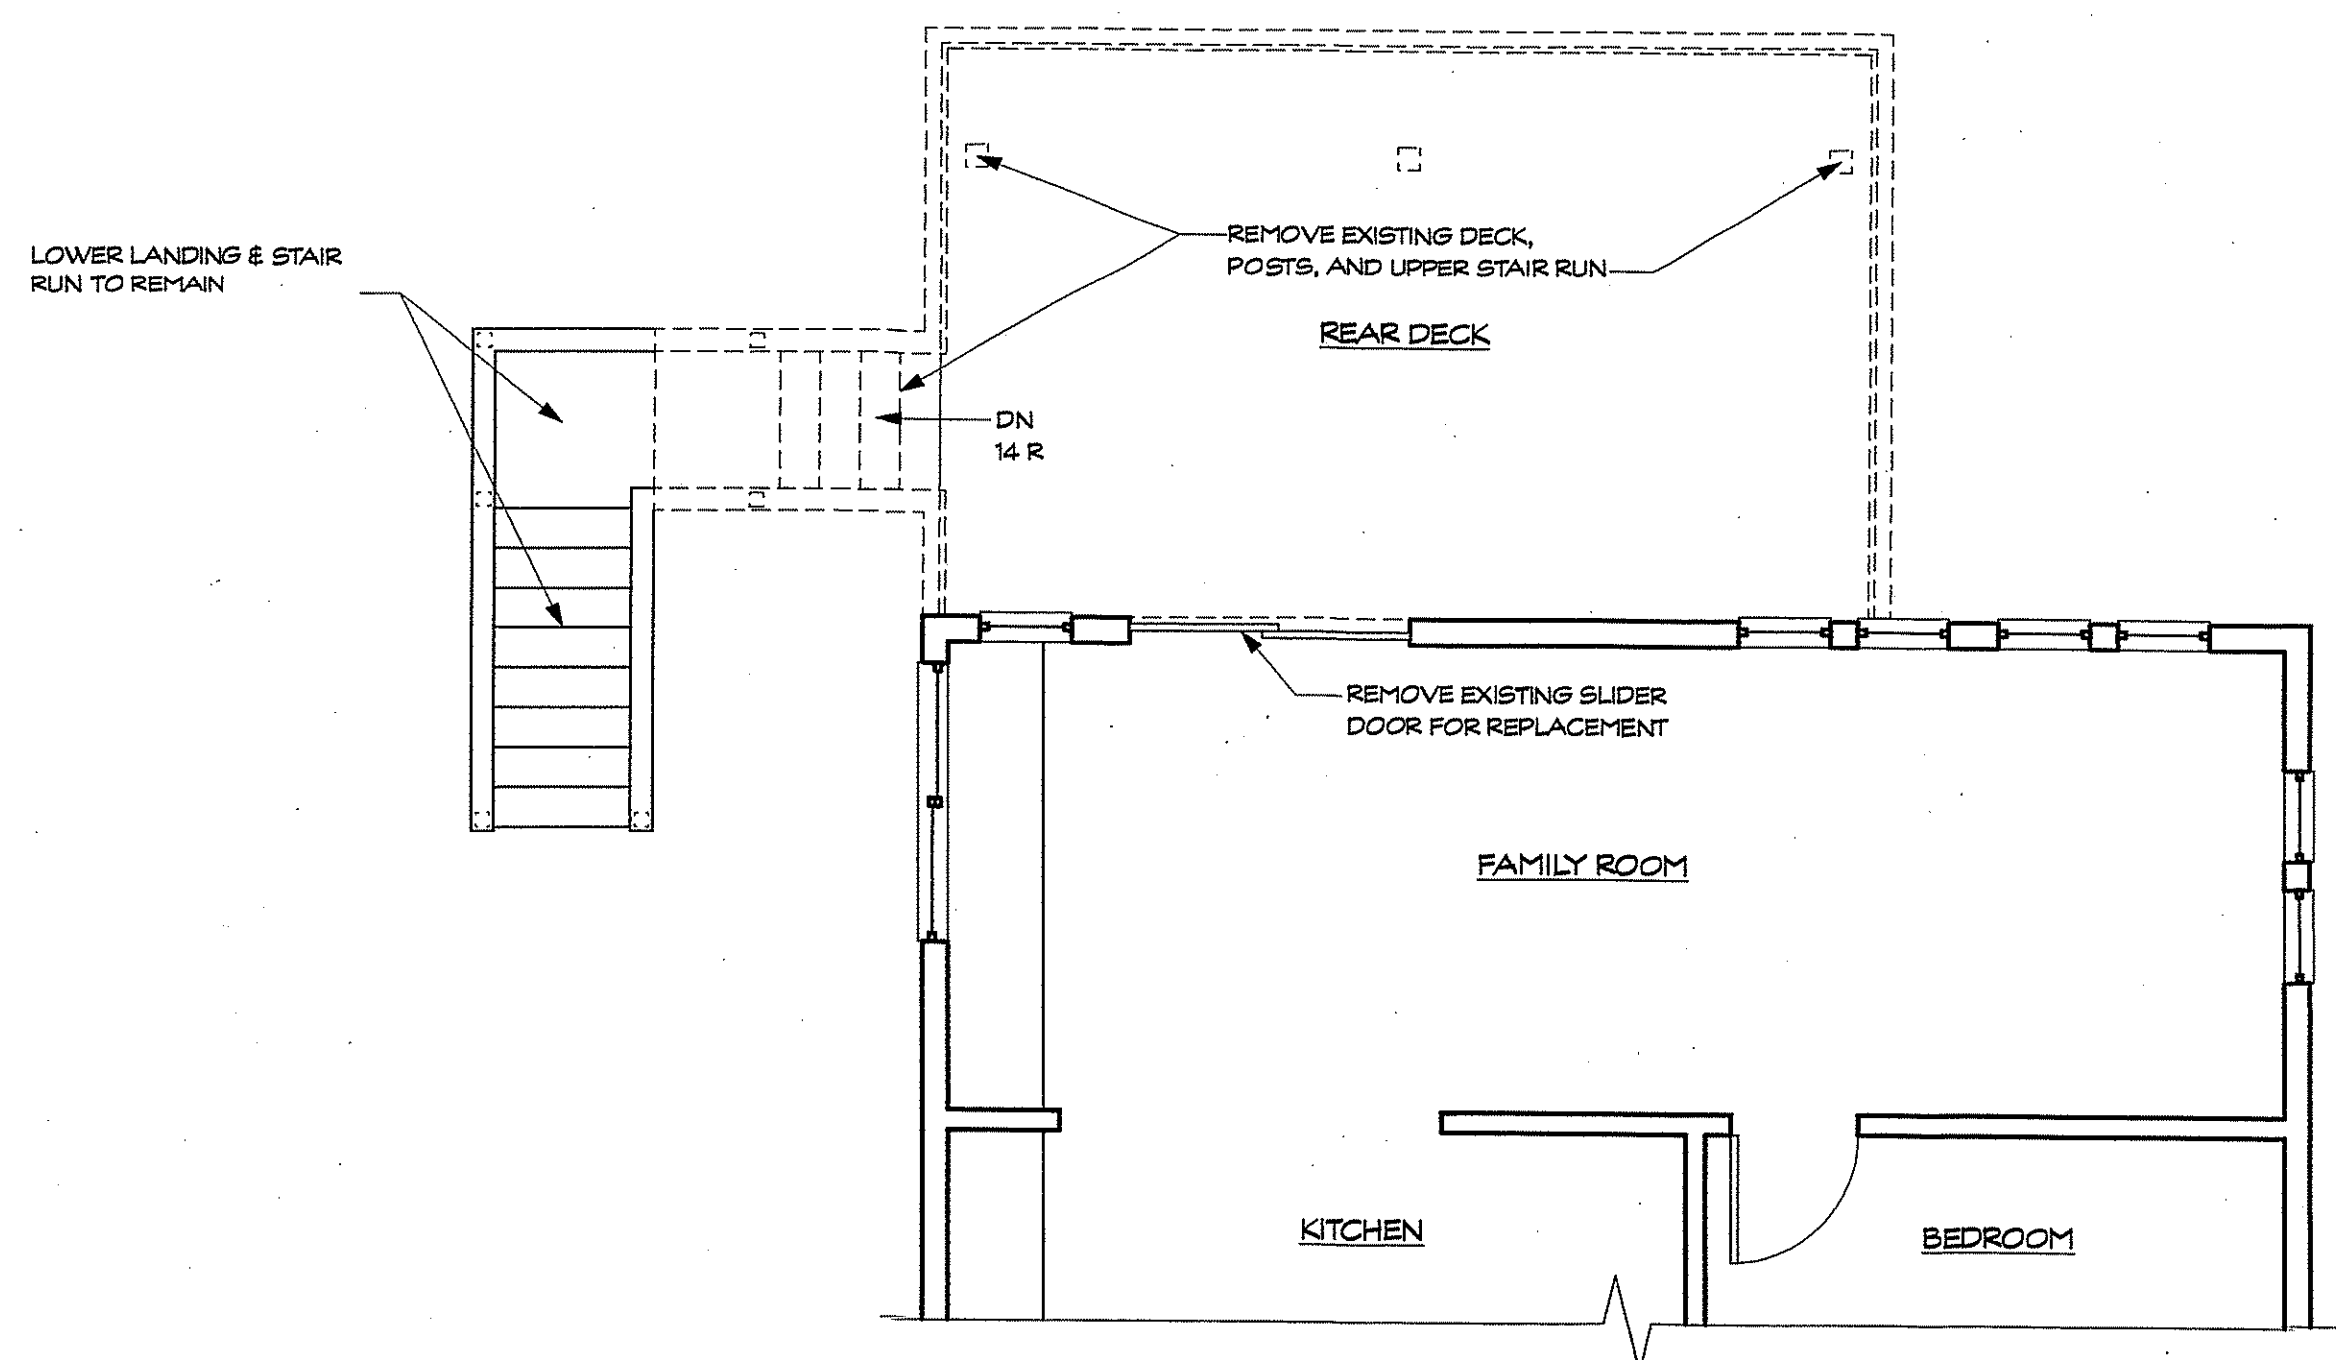 LOWER LANDING & STAIR
RUN TO REMAIN
REMOVE EXISTING DECK,
POSTS, AND UPPER STAIR RUN
REAR DECK
DN
14 R
REMOVE EXISTING SLIDER
DOOR FOR REPLACEMENT
FAMILY ROOM
KITCHEN
BEDROOM